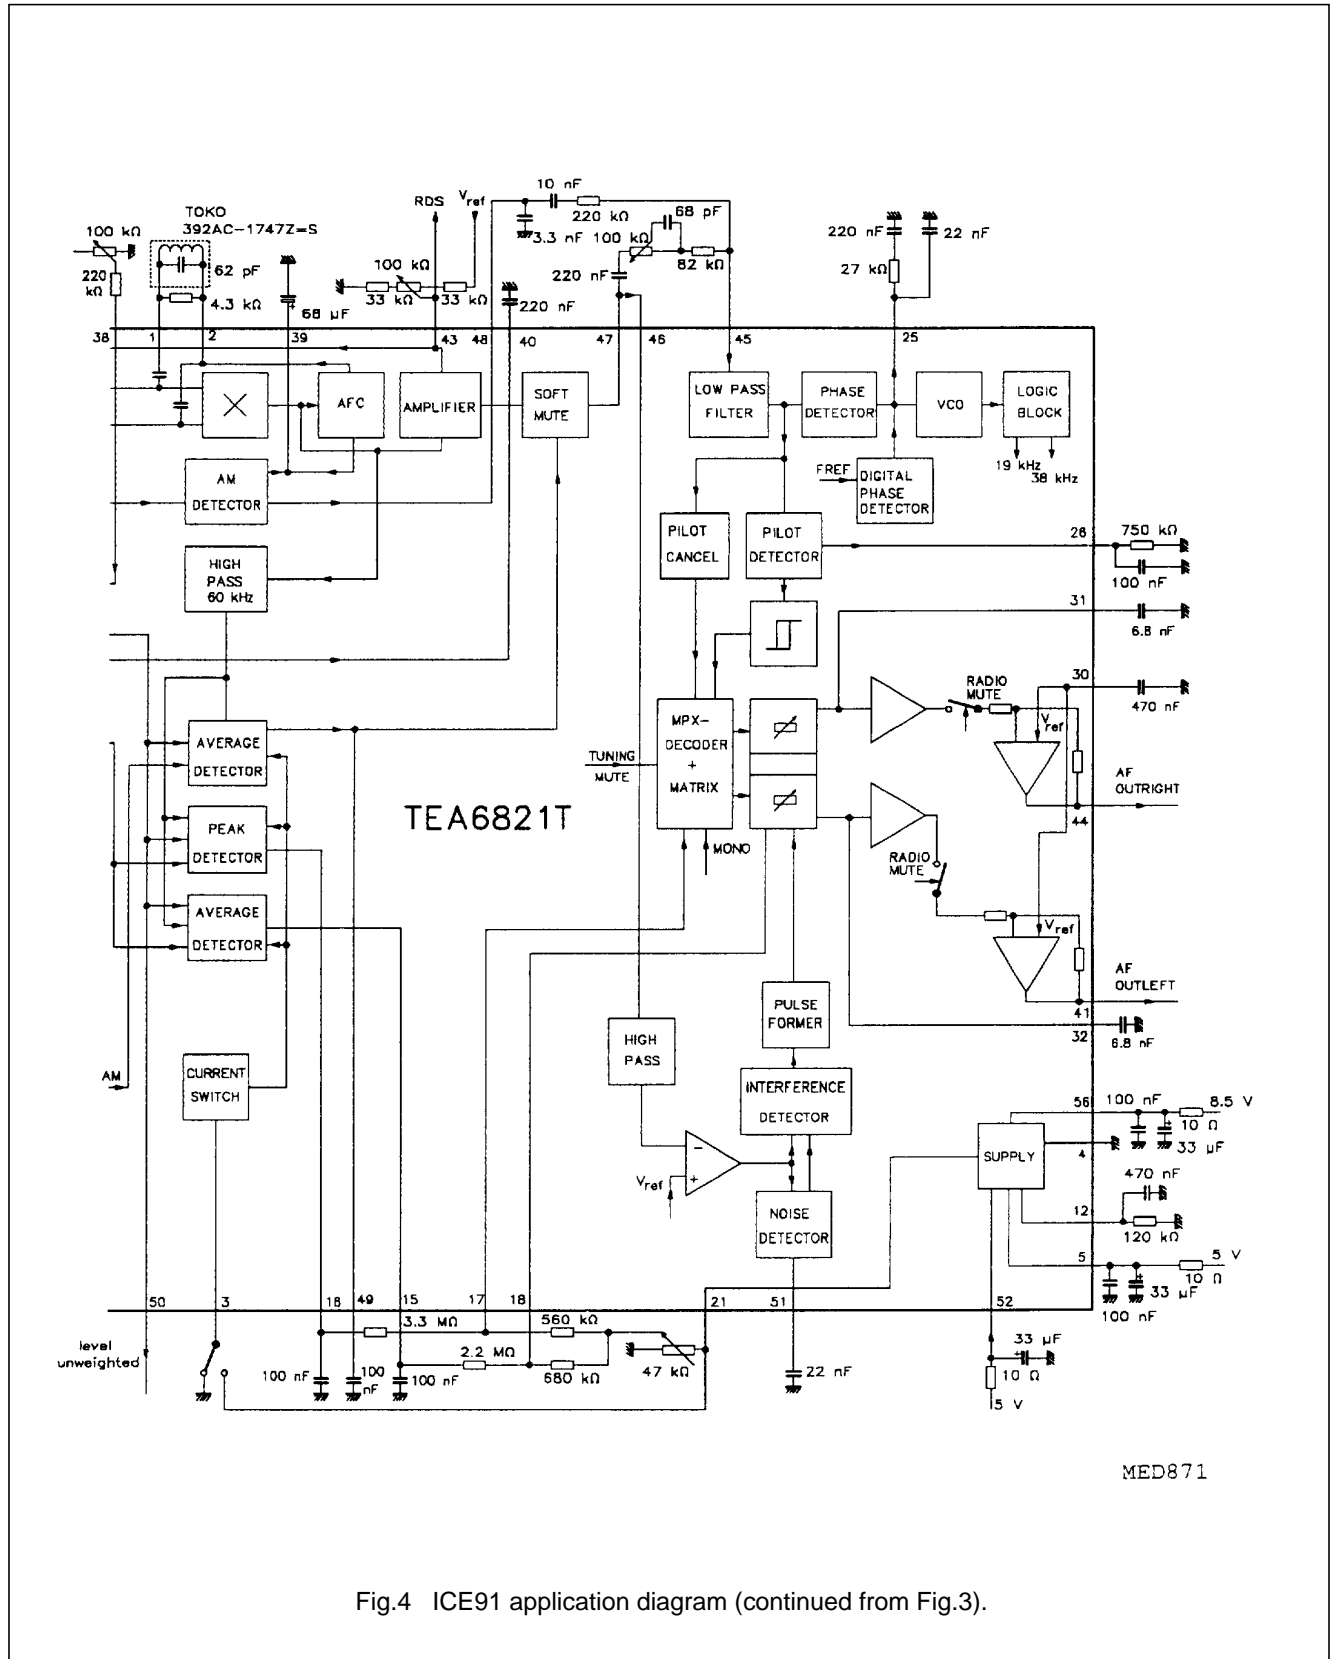 TOKO
392AC-1747Z=S
100 kΩ
220
kΩ
62 pF
4.3 kΩ
68 µF
RDS
Vref
100 kΩ
33 kΩ
33 kΩ
10 nF
220 kΩ
3.3 nF
68 pF
100 kΩ
82 kΩ
220 nF
220 nF
220 nF
22 nF
27 kΩ
38
1
2
39
43
48
40
47
46
45
25
AFC
AMPLIFIER
SOFT
MUTE
LOW PASS
FILTER
PHASE
DETECTOR
VCO
LOGIC
BLOCK
19 kHz
38 kHz
AM
DETECTOR
FREF
DIGITAL
PHASE
DETECTOR
PILOT
CANCEL
PILOT
DETECTOR
26
750 kΩ
100 nF
HIGH
PASS
60 kHz
31
6.8 nF
30
470 nF
RADIO
MUTE
Vref
AVERAGE
DETECTOR
MPX-
DECODER
+
MATRIX
TUNING
MUTE
AF
OUTRIGHT
44
TEA6821T
PEAK
DETECTOR
MONO
RADIO
MUTE
AVERAGE
DETECTOR
Vref
AF
OUTLEFT
41
32
6.8 nF
PULSE
FORMER
HIGH
PASS
AM
CURRENT
SWITCH
INTERFERENCE
DETECTOR
56
100 nF
8.5 V
10 Ω
33 µF
4
SUPPLY
-
+
Vref
470 nF
12
120 kΩ
NOISE
DETECTOR
5
5 V
10 Ω
33 µF
100 nF
50
3
16
49
15
17
18
21
51
52
level
unweighted
3.3 MΩ
560 kΩ
2.2 MΩ
680 kΩ
47 kΩ
100 nF
100
nF
100 nF
22 nF
33 µF
10 Ω
5 V
MED871
Fig.4 ICE91 application diagram (continued from Fig.3).